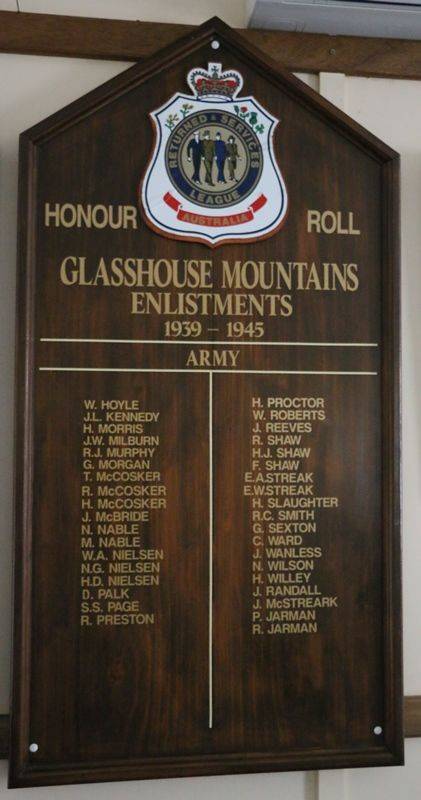 RETURNED & SERVICES
LEAGUE
AUSTRALIA
HONOUR ROLL
GLASSHOUSE MOUNTAINS
ENLISTMENTS
1939 - 1945
ARMY
W. HOYLE
J.L. KENNEDY
H. MORRIS
J.W. MILBURN
R.J. MURPHY
G. MORGAN
T. McCOSKER
R. McCOSKER
H. McCOSKER
J. McBRIDE
N. NABLE
M. NABLE
W.A. NIELSEN
N.G. NIELSEN
H.D. NIELSEN
D. PALK
S.S. PAGE
R. PRESTON
H. PROCTOR
W. ROBERTS
J. REEVES
R. SHAW
H.J. SHAW
F. SHAW
E.A.STREAK
E.W.STREAK
H. SLAUGHTER
R.C. SMITH
G. SEXTON
C. WARD
J. WANLESS
N. WILSON
H. WILLEY
J. RANDALL
J. McSTREARK
P. JARMAN
R. JARMAN